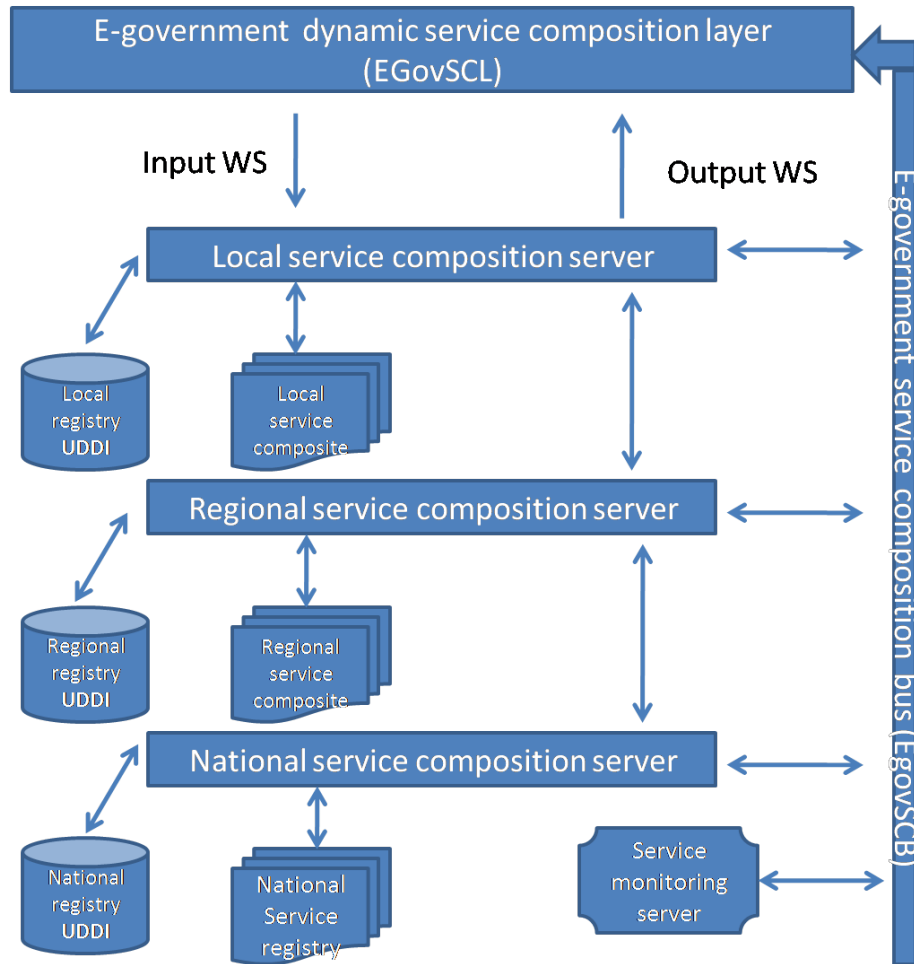 E-government dynamic service composition layer
(EGovSCL)
Input WS
Output WS
Local service composition server
Local
registry
UDDI
Local
service
composite
Regional service composition server
Regional
registry
UDDI
Regional
service
composite
National service composition server
National
registry
UDDI
National
Service
registry
Service
monitoring
server
E-government service composition bus (EgovSCB)